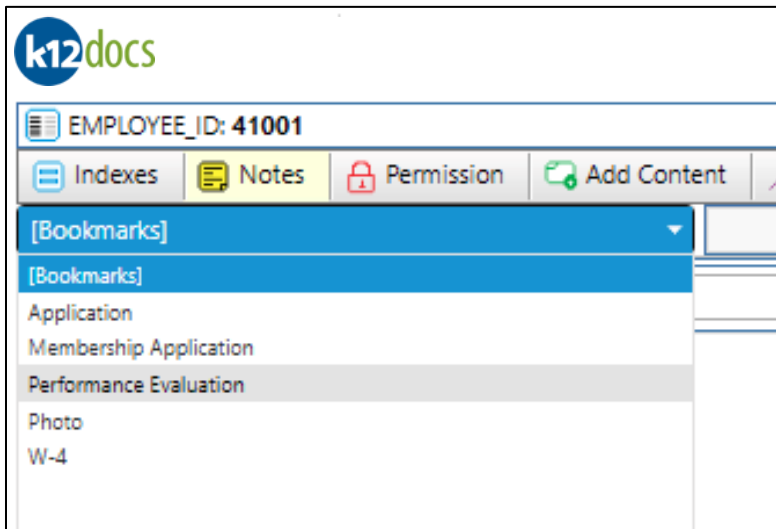 k12docs
EMPLOYEE_ID: 41001
Indexes Notes Permission Add Content
[Bookmarks]
[Bookmarks]
Application
Membership Application
Performance Evaluation
Photo
W-4